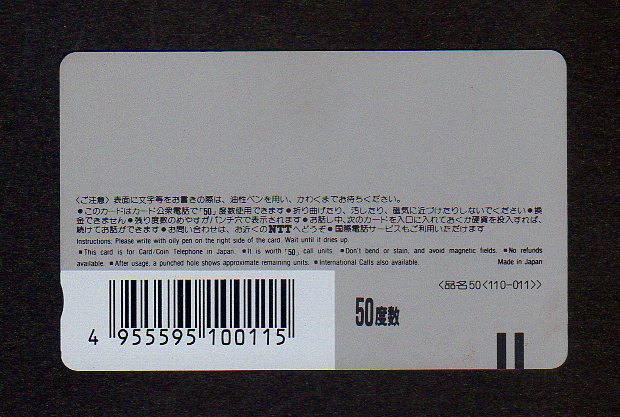 〈ご注意〉表面に文字等をお書きの際は、油性ペンを用い、かわくまでお待ちください。
●このカードはカード公衆電話で"50"度数使用できます●折り曲げたり、汚したり、磁気に近づけたりしないでください●換
金できません●残り度数のめやすがパンチ穴で表示されます●お話し中、次のカードを入口に入れておくか硬貨を投入すれば、
続けてお話ができます●お問い合わせは、お近くのNTTへどうぞ●国際電話サービスもご利用いただけます
Instructions: Please write with oily pen on the right side of the card. Wait until it dries up.
●This card is for Card/Coin Telephone in Japan. ●It is worth "50" call units. ●Don't bend or stain, and avoid magnetic fields. ●No refunds
available. ●After usage, a punched hole shows approximate remaining units. ●International Calls also available. Made in Japan
〈品名50〈110-011〉〉
50度数
4 955595 100115